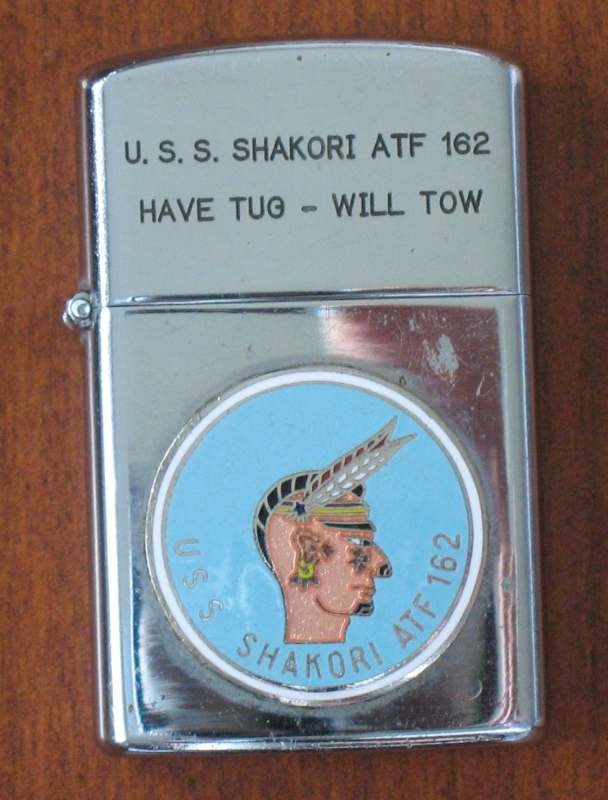 U. S. S. SHAKORI ATF 162
HAVE TUG - WILL TOW
USS SHAKORI ATF 162